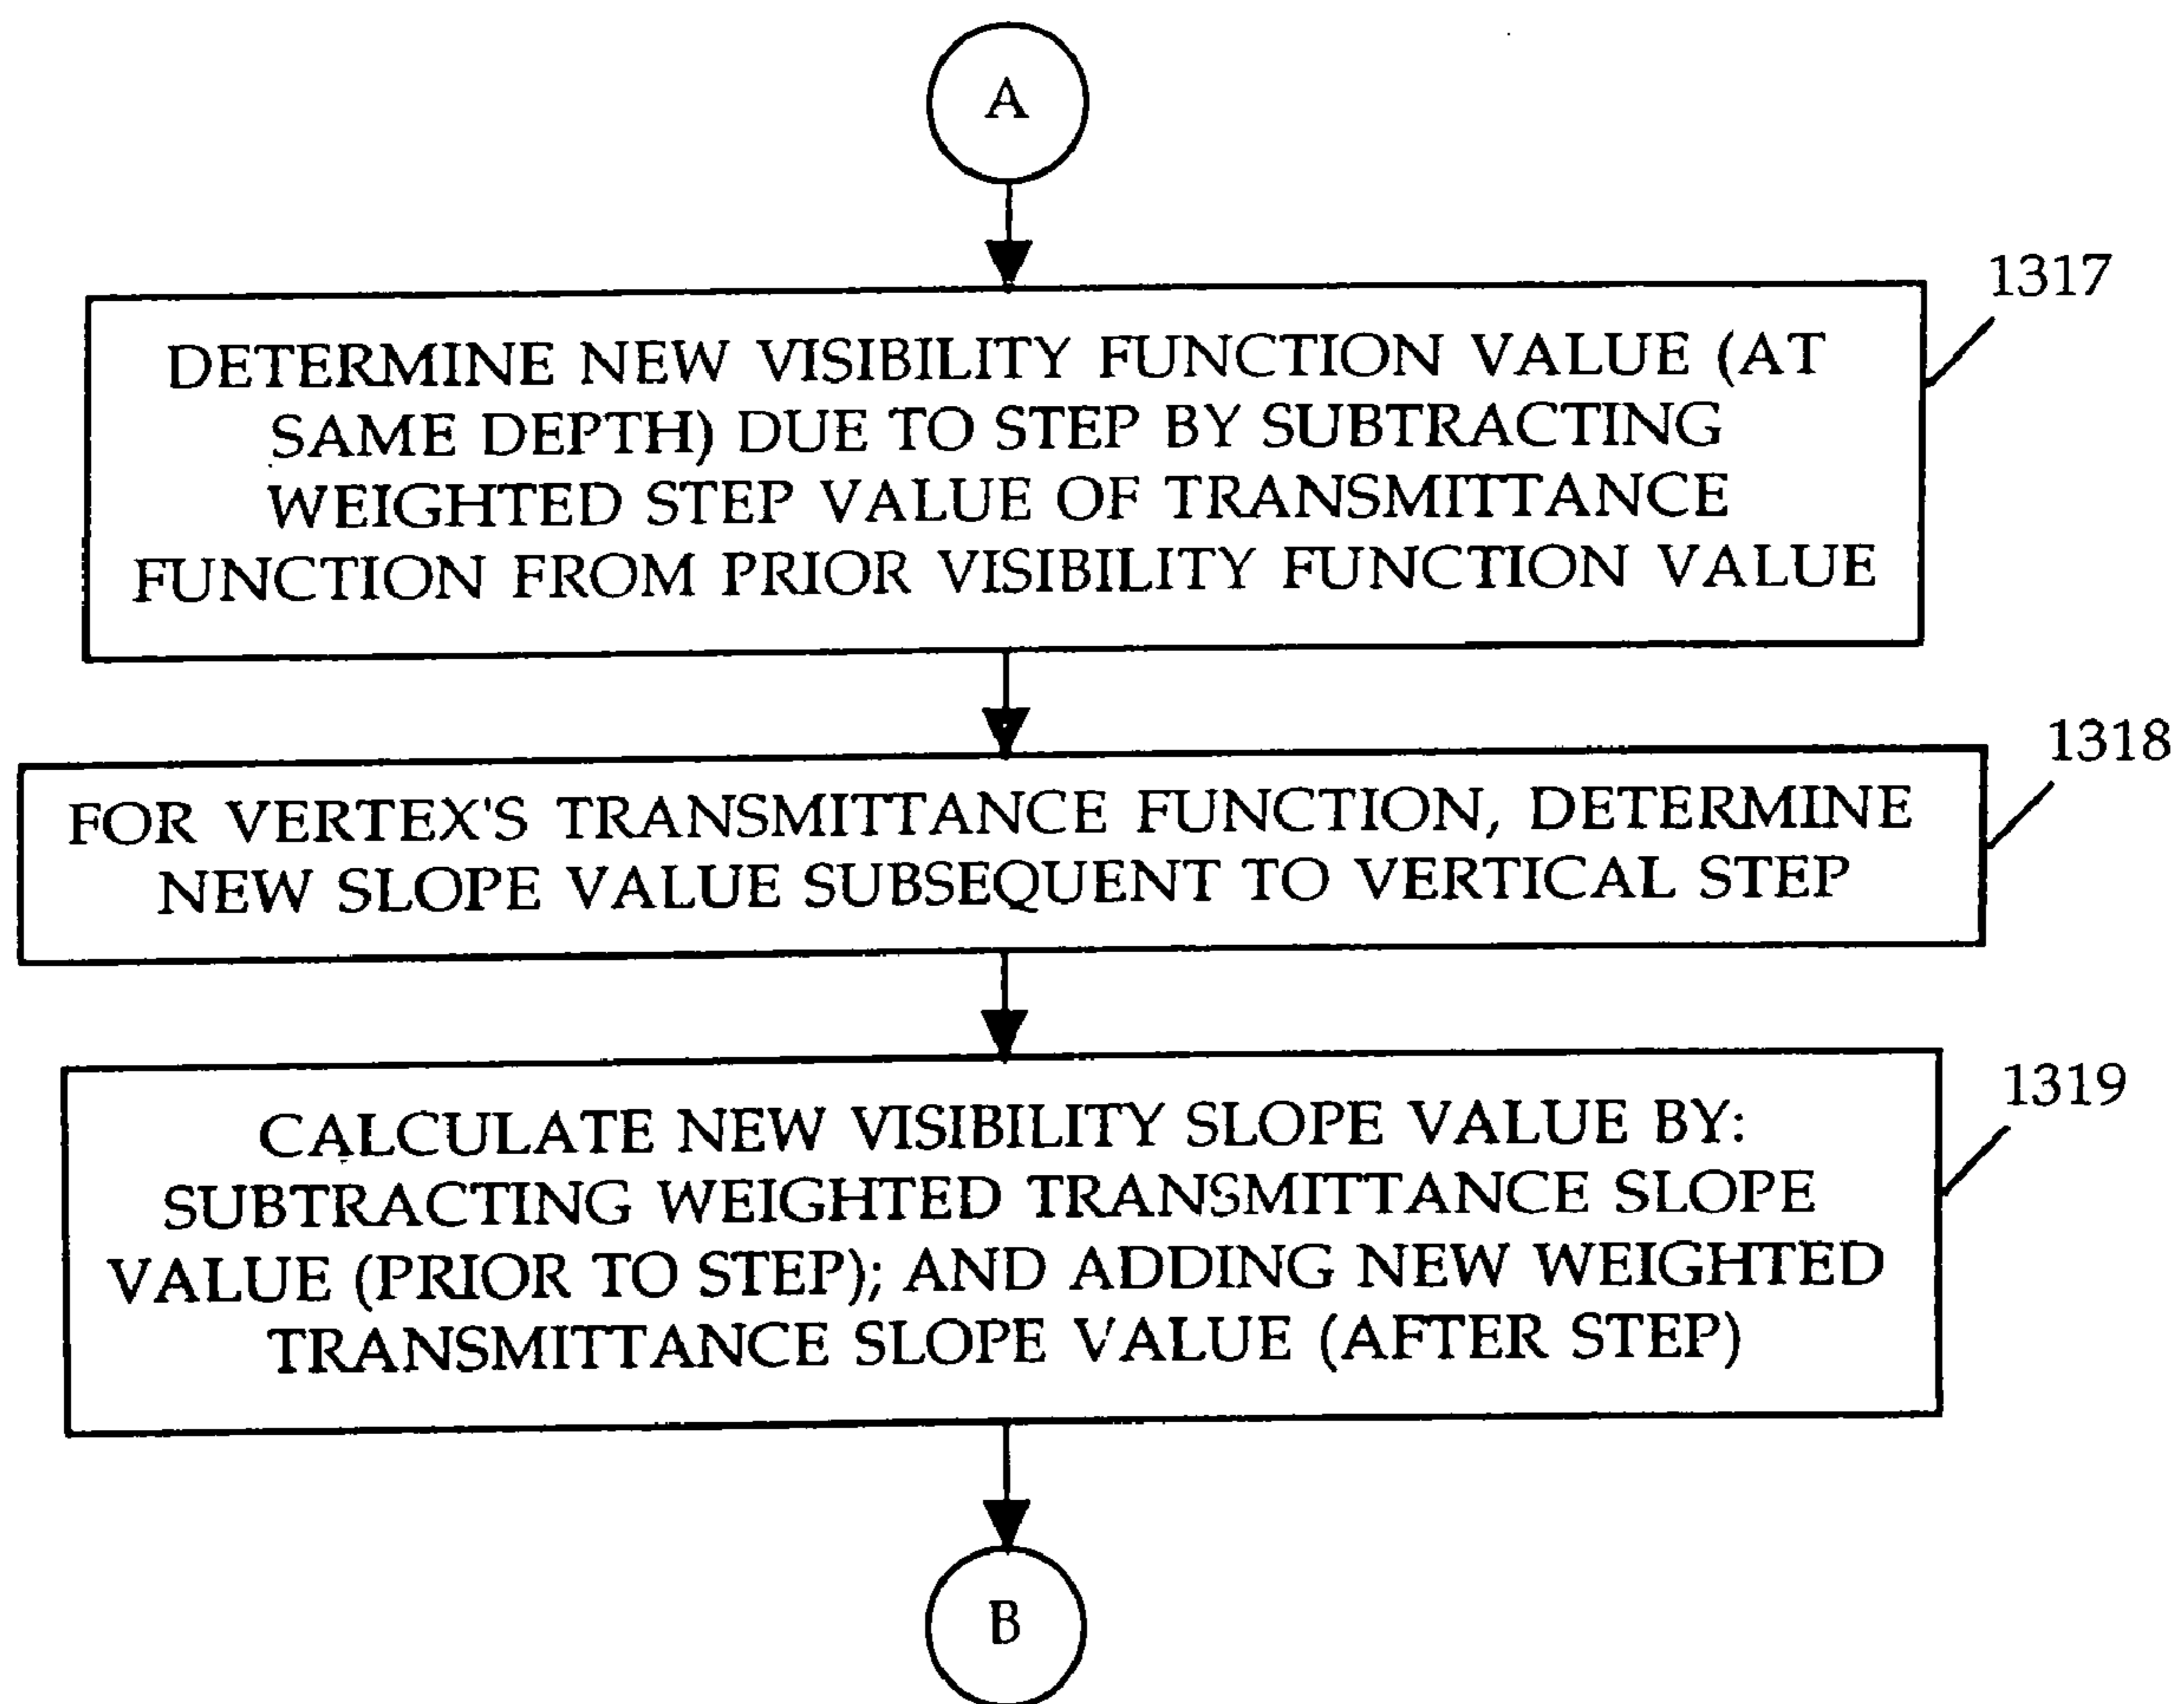 A
1317
DETERMINE NEW VISIBILITY FUNCTION VALUE (AT
SAME DEPTH) DUE TO STEP BY SUBTRACTING
WEIGHTED STEP VALUE OF TRANSMITTANCE
FUNCTION FROM PRIOR VISIBILITY FUNCTION VALUE
1318
FOR VERTEX'S TRANSMITTANCE FUNCTION, DETERMINE
NEW SLOPE VALUE SUBSEQUENT TO VERTICAL STEP
1319
CALCULATE NEW VISIBILITY SLOPE VALUE BY:
SUBTRACTING WEIGHTED TRANSMITTANCE SLOPE
VALUE (PRIOR TO STEP); AND ADDING NEW WEIGHTED
TRANSMITTANCE SLOPE VALUE (AFTER STEP)
B